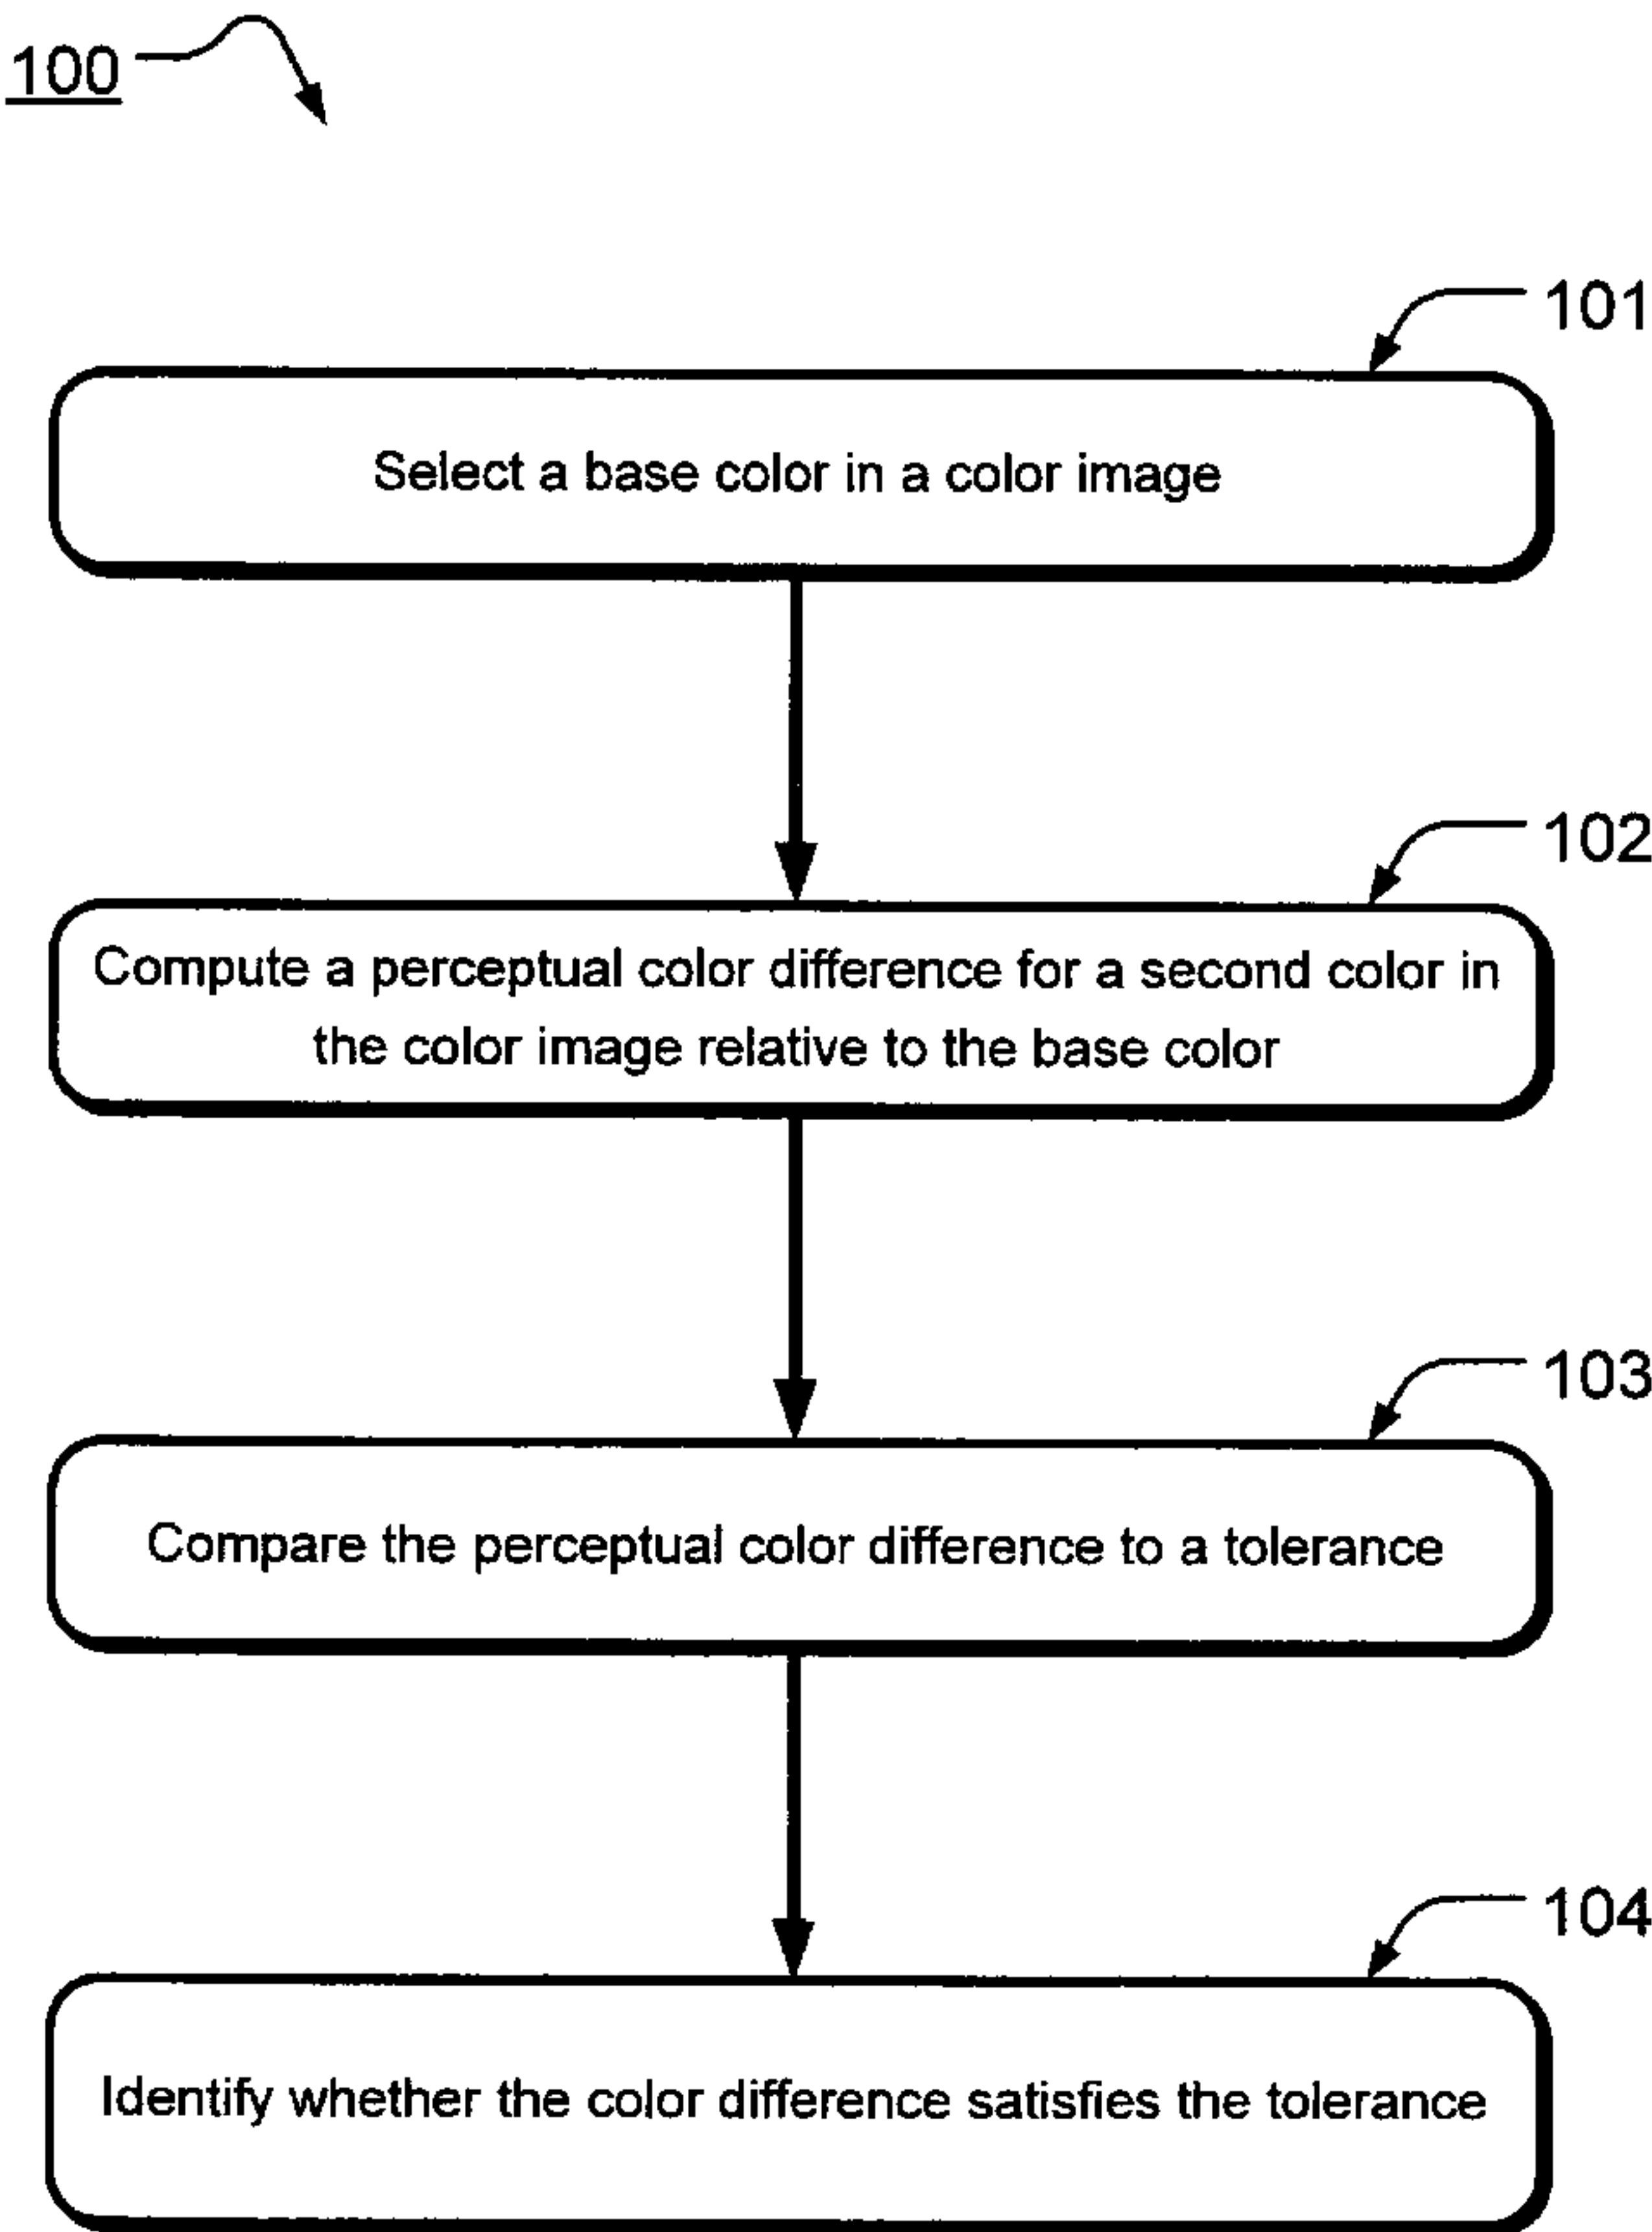 100
101
Select a base color in a color image
102
Compute a perceptual color difference for a second color in
the color image relative to the base color
103
Compare the perceptual color difference to a tolerance
104
Identify whether the color difference satisfies the tolerance